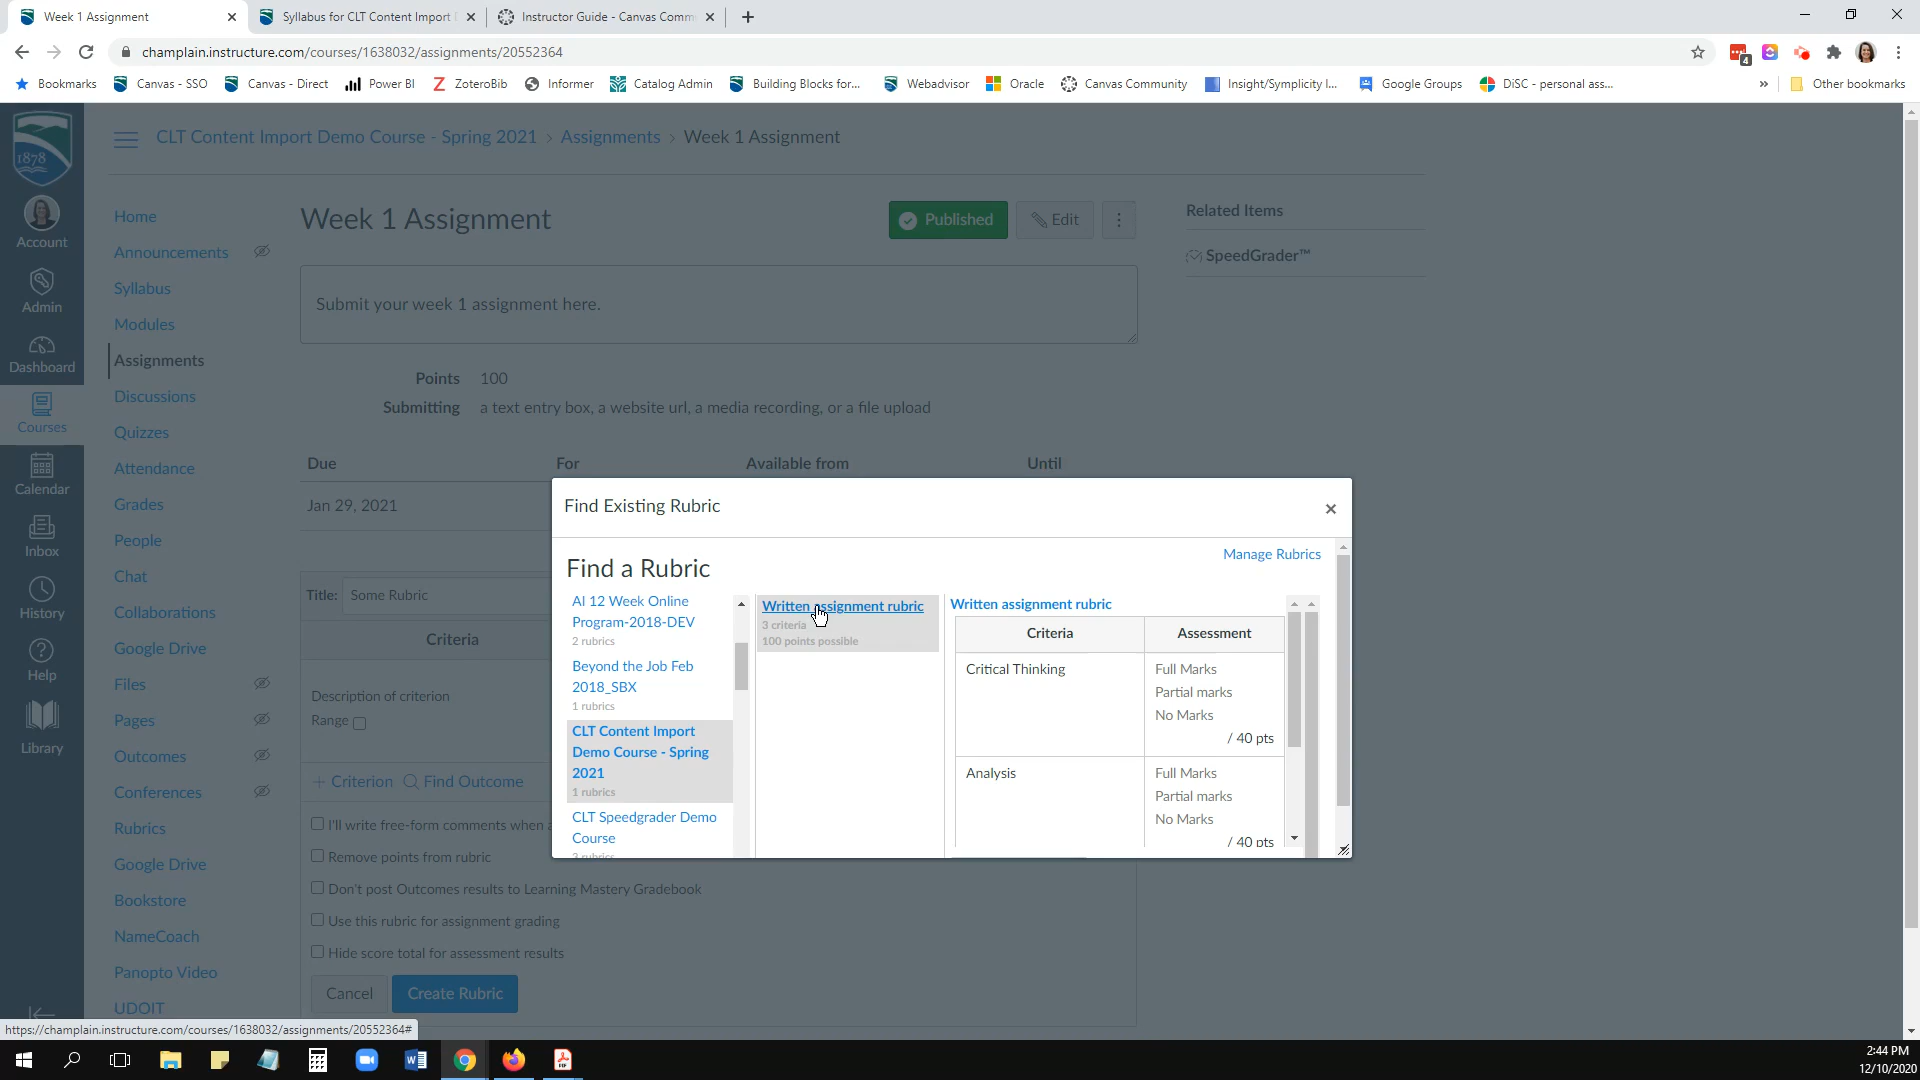 Week 1 Assignment
Syllabus for CLT Content Import D
Instructor Guide - Canvas Comm
champlain.instructure.com/courses/1638032/assignments/20552364
4
Bookmarks
Canvas - SSO
Canvas - Direct
Power BI
ZoteroBib
Informer
Catalog Admin
Building Blocks for...
Webadvisor
Oracle
Canvas Community
Insight/Symplicity I...
Google Groups
DiSC - personal ass...
»
Other bookmarks
1878
Account
Admin
Dashboard
Courses
Calendar
Inbox
History
Help
Library
CLT Content Import Demo Course - Spring 2021 › Assignments › Week 1 Assignment
Home
Announcements
Syllabus
Modules
Assignments
Discussions
Quizzes
Attendance
Grades
People
Chat
Collaborations
Google Drive
Files
Pages
Outcomes
Conferences
Rubrics
Google Drive
Bookstore
NameCoach
Panopto Video
UDOIT
Week 1 Assignment
Published
Edit
Related Items
SpeedGrader™
Submit your week 1 assignment here.
Points 100
Submitting a text entry box, a website url, a media recording, or a file upload
Due For Available from Until
Jan 29, 2021
Title: Some Rubric
Criteria
Description of criterion
Range
+ Criterion Find Outcome
I'll write free-form comments when a
Remove points from rubric
Don't post Outcomes results to Learning Mastery Gradebook
Use this rubric for assignment grading
Hide score total for assessment results
Cancel Create Rubric
Find Existing Rubric
Manage Rubrics
Find a Rubric
AI 12 Week Online
Program-2018-DEV
2 rubrics
Beyond the Job Feb
2018_SBX
1 rubrics
CLT Content Import
Demo Course - Spring
2021
1 rubrics
CLT Speedgrader Demo
Course
3 rubrics
Written assignment rubric
3 criteria
100 points possible
Written assignment rubric
Criteria Assessment
Critical Thinking
Full Marks
Partial marks
No Marks
/ 40 pts
Analysis
Full Marks
Partial marks
No Marks
/ 40 pts
https://champlain.instructure.com/courses/1638032/assignments/20552364#
2:44 PM
12/10/2020